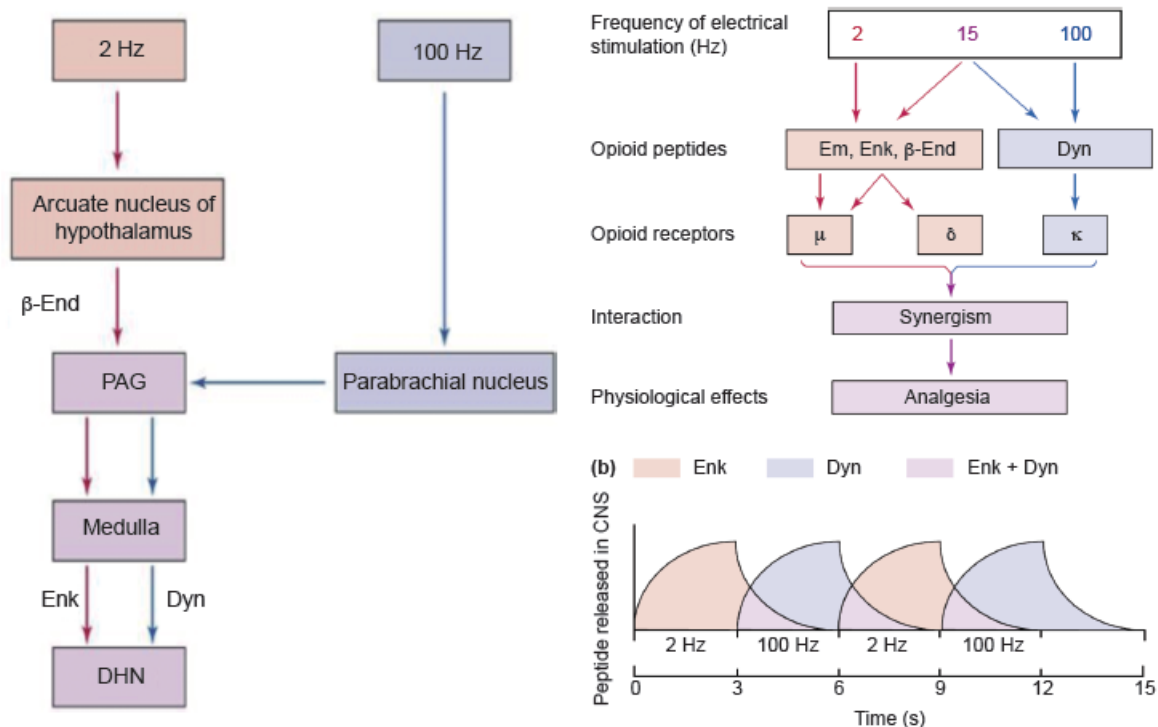 2 Hz
100 Hz
Arcuate nucleus of
hypothalamus
β-End
PAG
Parabrachial nucleus
Medulla
Enk
Dyn
DHN
Frequency of electrical
stimulation (Hz)
2
15
100
Opioid peptides
Em, Enk, β-End
Dyn
Opioid receptors
μ
δ
κ
Interaction
Synergism
Physiological effects
Analgesia
(b)
Enk
Dyn
Enk + Dyn
Peptide released in CNS
2 Hz
100 Hz
2 Hz
100 Hz
0
3
6
9
12
15
Time (s)